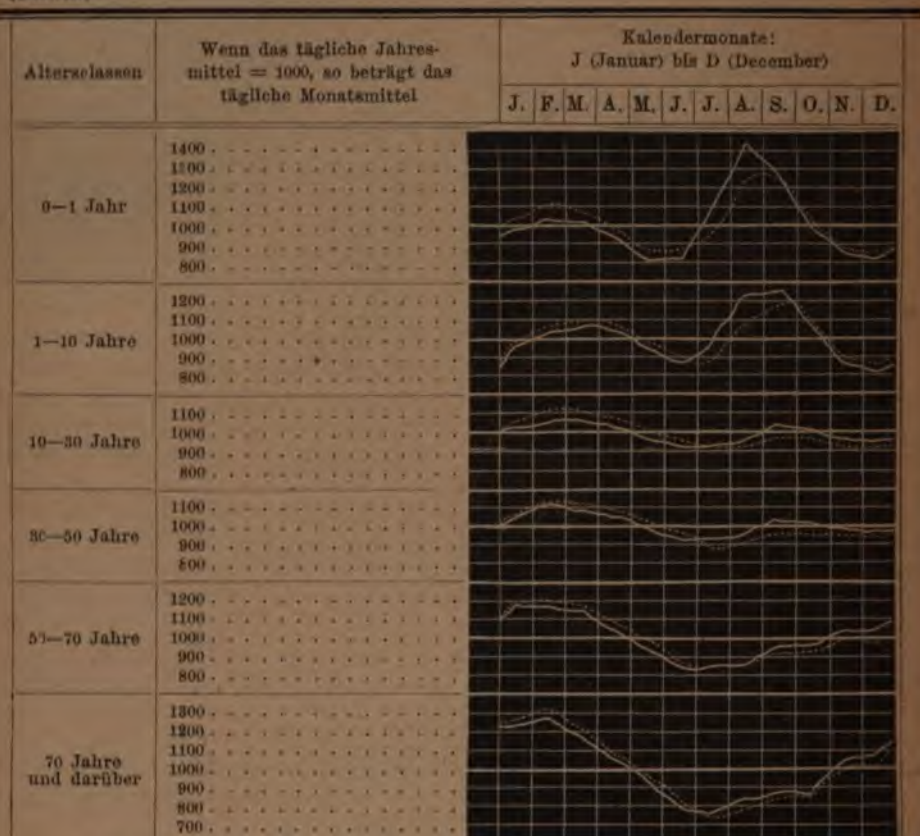 Altersclassen
Wenn das tägliche Jahres-
mittel = 1000, so beträgt das
tägliche Monatsmittel
Kalendermonate:
J (Januar) bis D (December)
J. F. M. A. M. J. J. A. S. O. N. D.
0—1 Jahr
1400
1300
1200
1100
1000
900
800
1—10 Jahre
1200
1100
1000
900
800
10—30 Jahre
1100
1000
900
800
30—50 Jahre
1100
1000
900
800
50—70 Jahre
1200
1100
1000
900
800
70 Jahre
und darüber
1300
1200
1100
1000
900
800
700